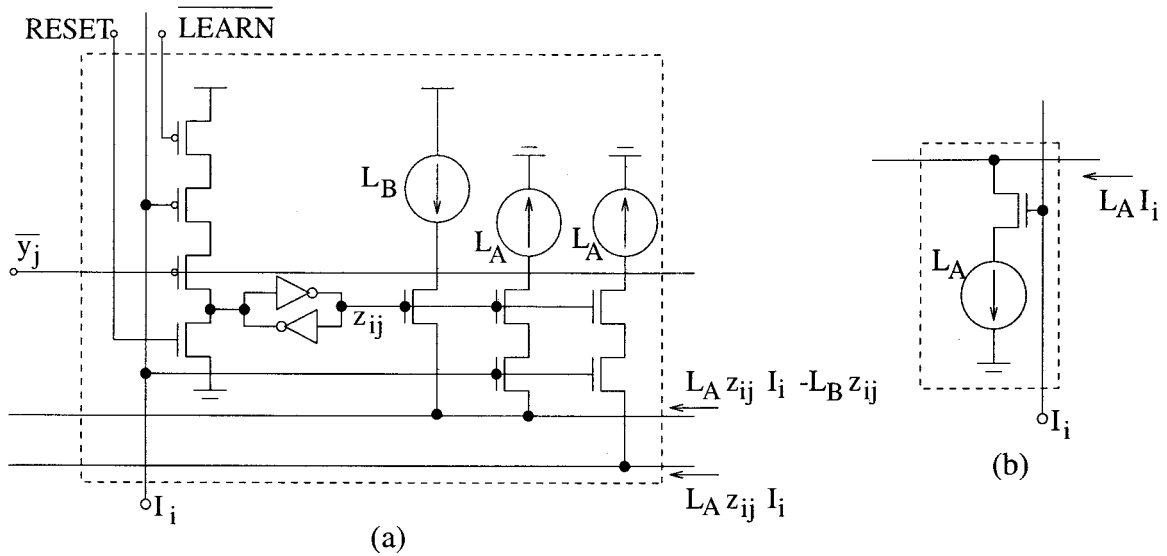 RESET
LEARN
L_B
L_A
L_A
y_j
z_ij
L_A z_ij I_i -L_B z_ij
L_A z_ij I_i
I_i
(a)
L_A I_i
L_A
I_i
(b)